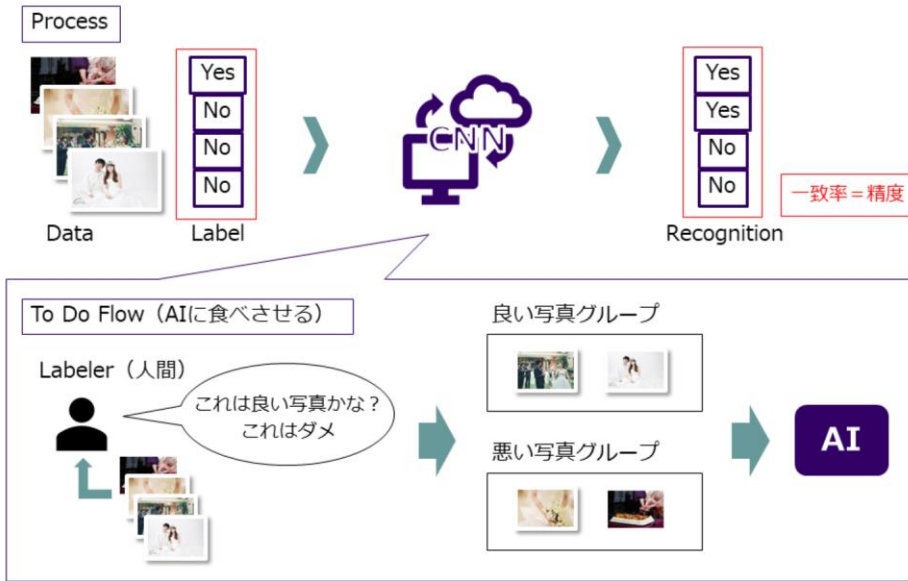 Process
Yes
No
No
No
CNN
Yes
Yes
No
No
一致率＝精度
Data
Label
Recognition
To Do Flow（AIに食べさせる）
Labeler（人間）
これは良い写真かな？
これはダメ
良い写真グループ
悪い写真グループ
AI